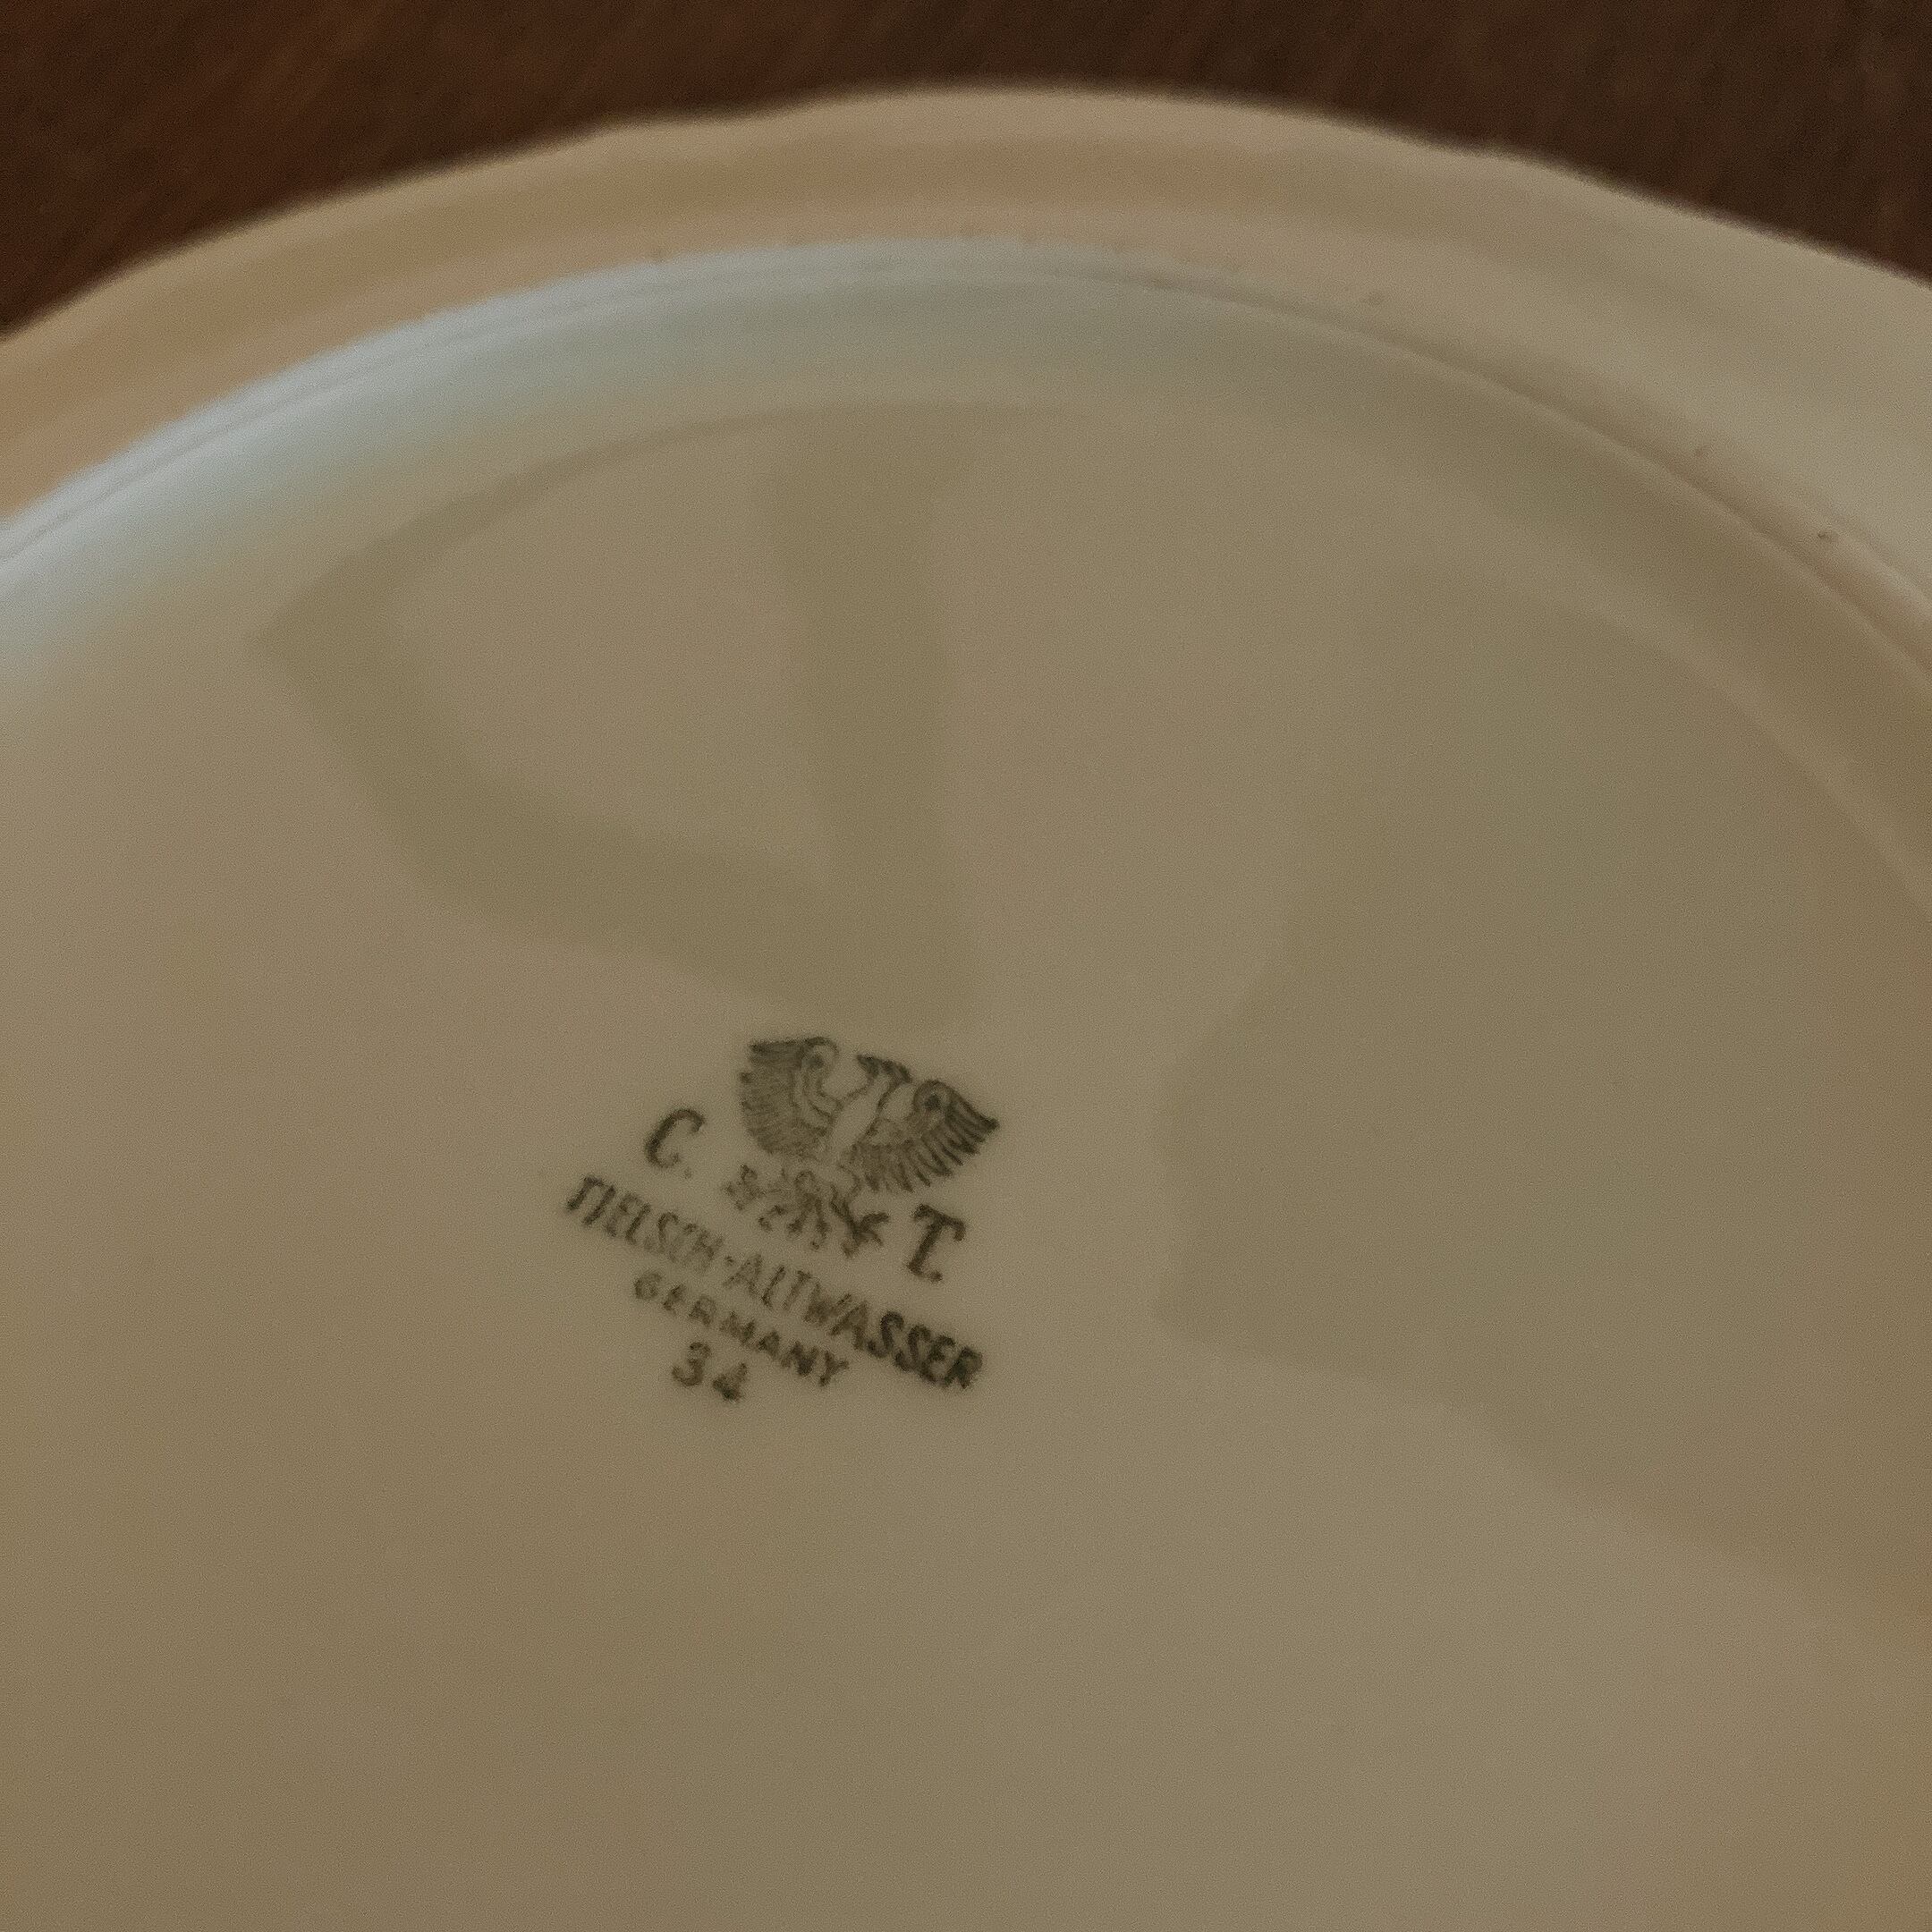 C. T.
TIELSCH-ALTWASSER
GERMANY
34